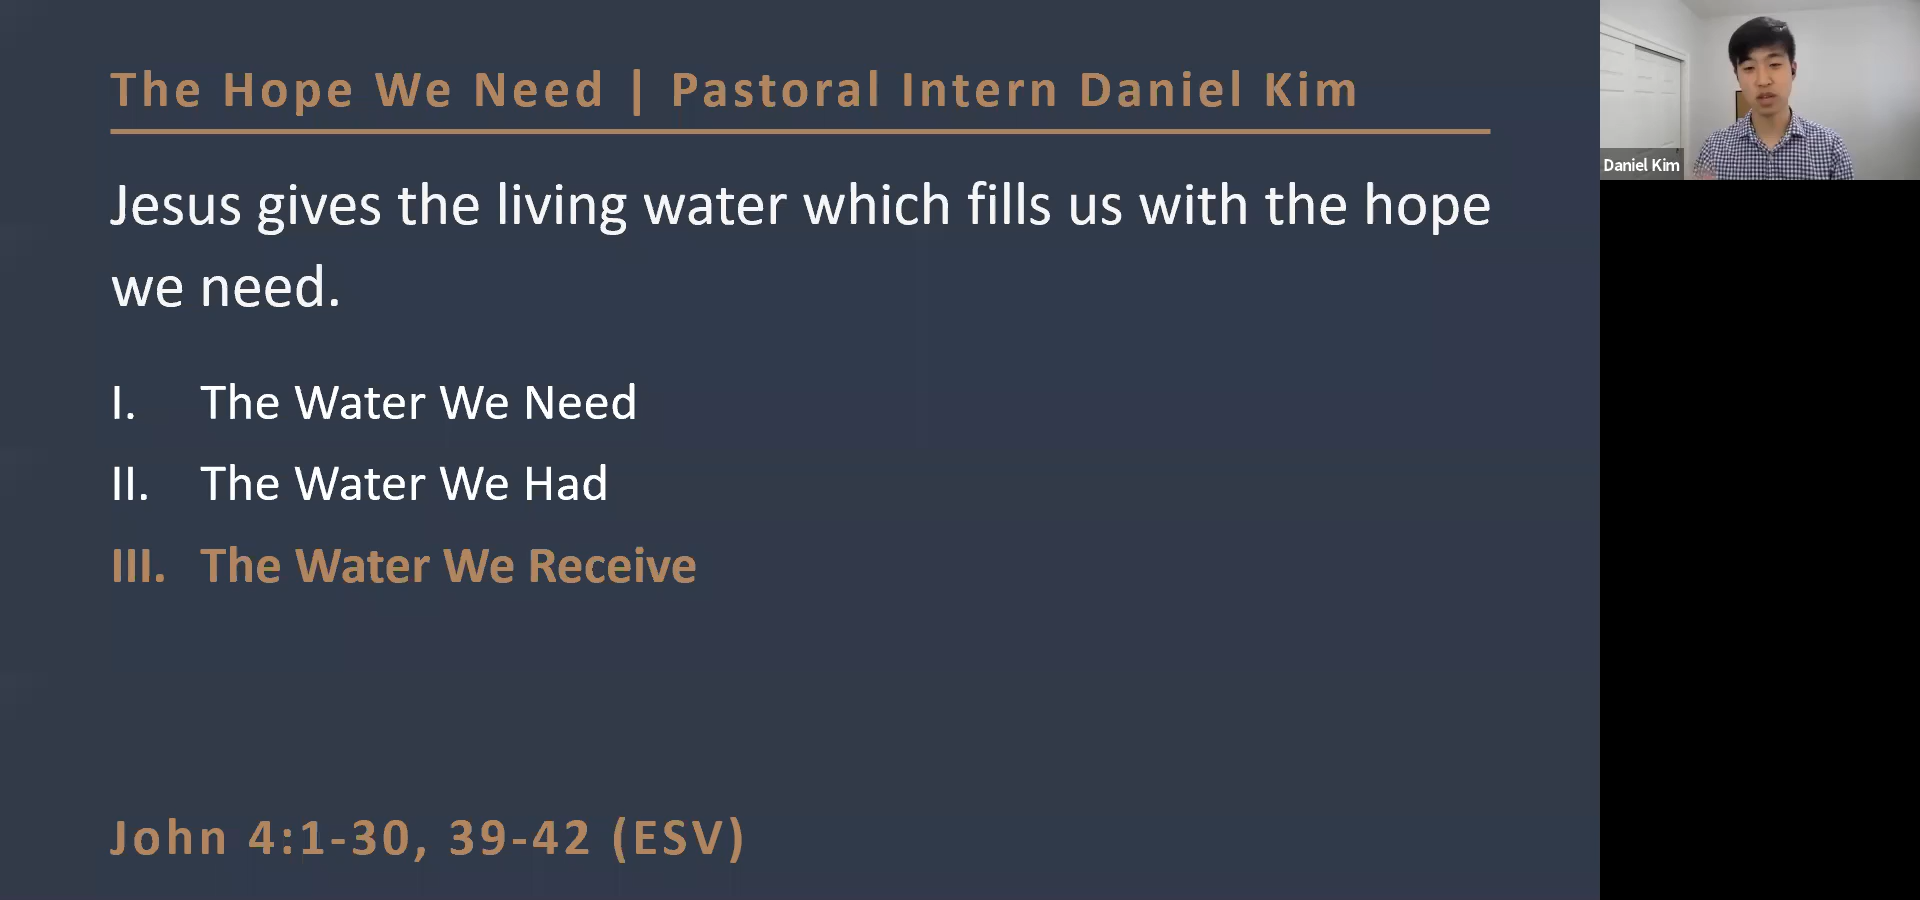 The Hope We Need | Pastoral Intern Daniel Kim
Jesus gives the living water which fills us with the hope
we need.
I. The Water We Need
II. The Water We Had
III. The Water We Receive
John 4:1-30, 39-42 (ESV)
Daniel Kim